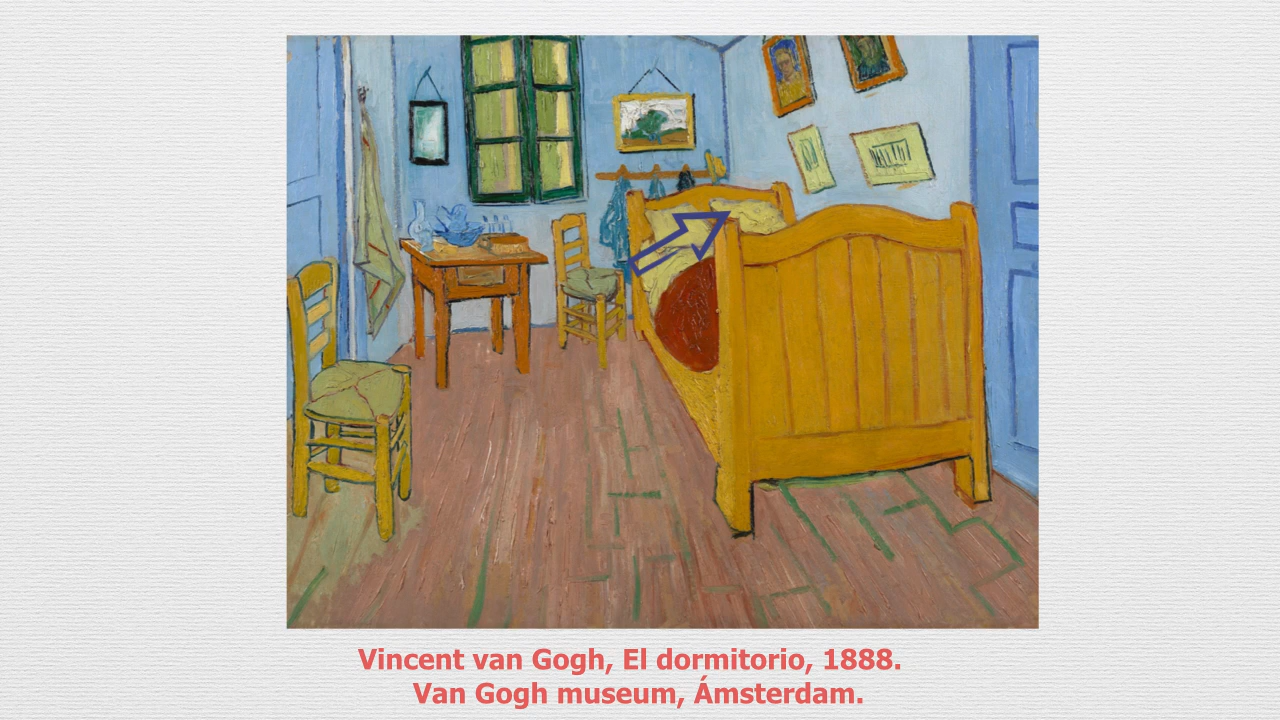 Vincent van Gogh, El dormitorio, 1888.
Van Gogh museum, Ámsterdam.